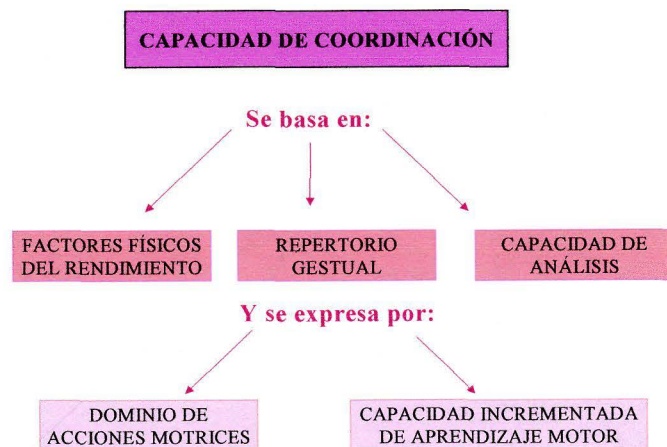 CAPACIDAD DE COORDINACIÓN
Se basa en:
FACTORES FÍSICOS
DEL RENDIMIENTO
REPERTORIO
GESTUAL
CAPACIDAD DE
ANÁLISIS
Y se expresa por:
DOMINIO DE
ACCIONES MOTRICES
CAPACIDAD INCREMENTADA
DE APRENDIZAJE MOTOR